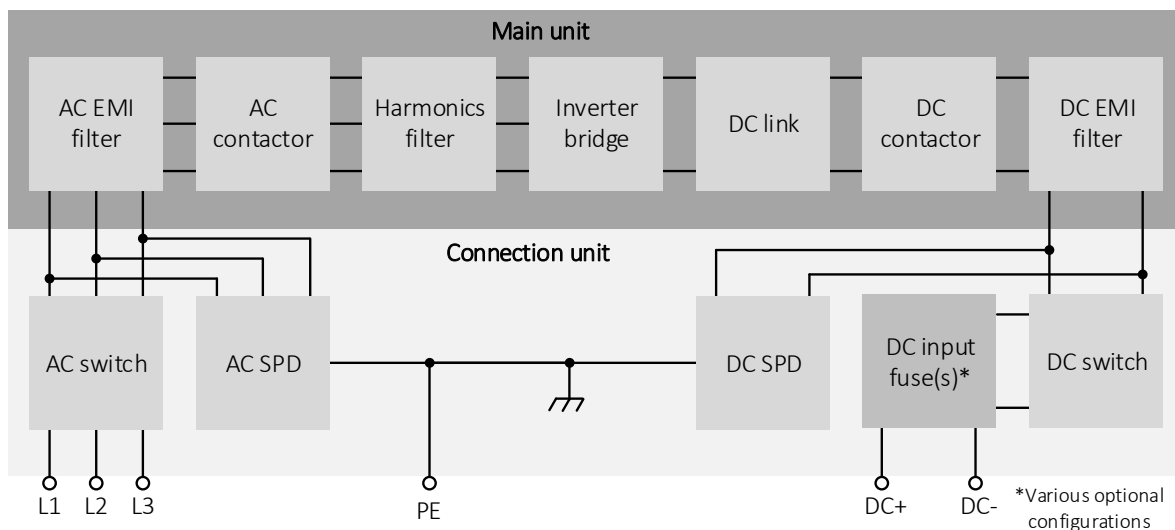 Main unit
AC EMI
filter
AC
contactor
Harmonics
filter
Inverter
bridge
DC link
DC
contactor
DC EMI
filter
Connection unit
AC switch
AC SPD
DC SPD
DC input
fuse(s)*
DC switch
L1
L2
L3
PE
DC+
DC-
*Various optional
configurations